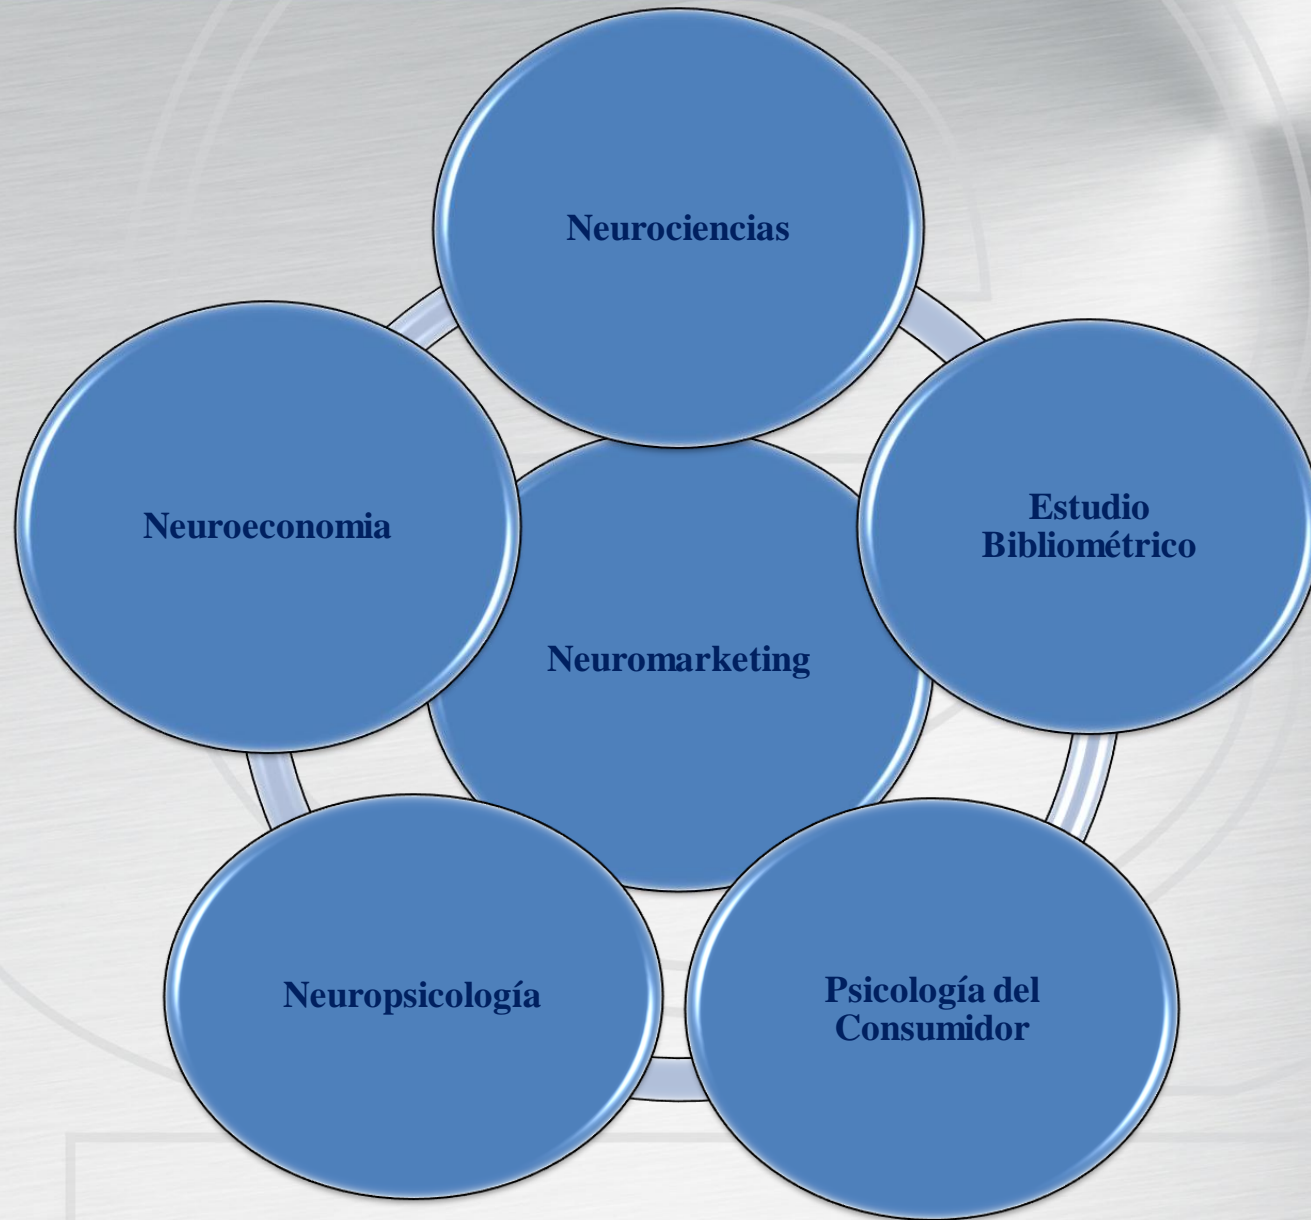 Neurociencias
Neuroeconomia
Estudio
Bibliométrico
Neuromarketing
Neuropsicología
Psicología del
Consumidor